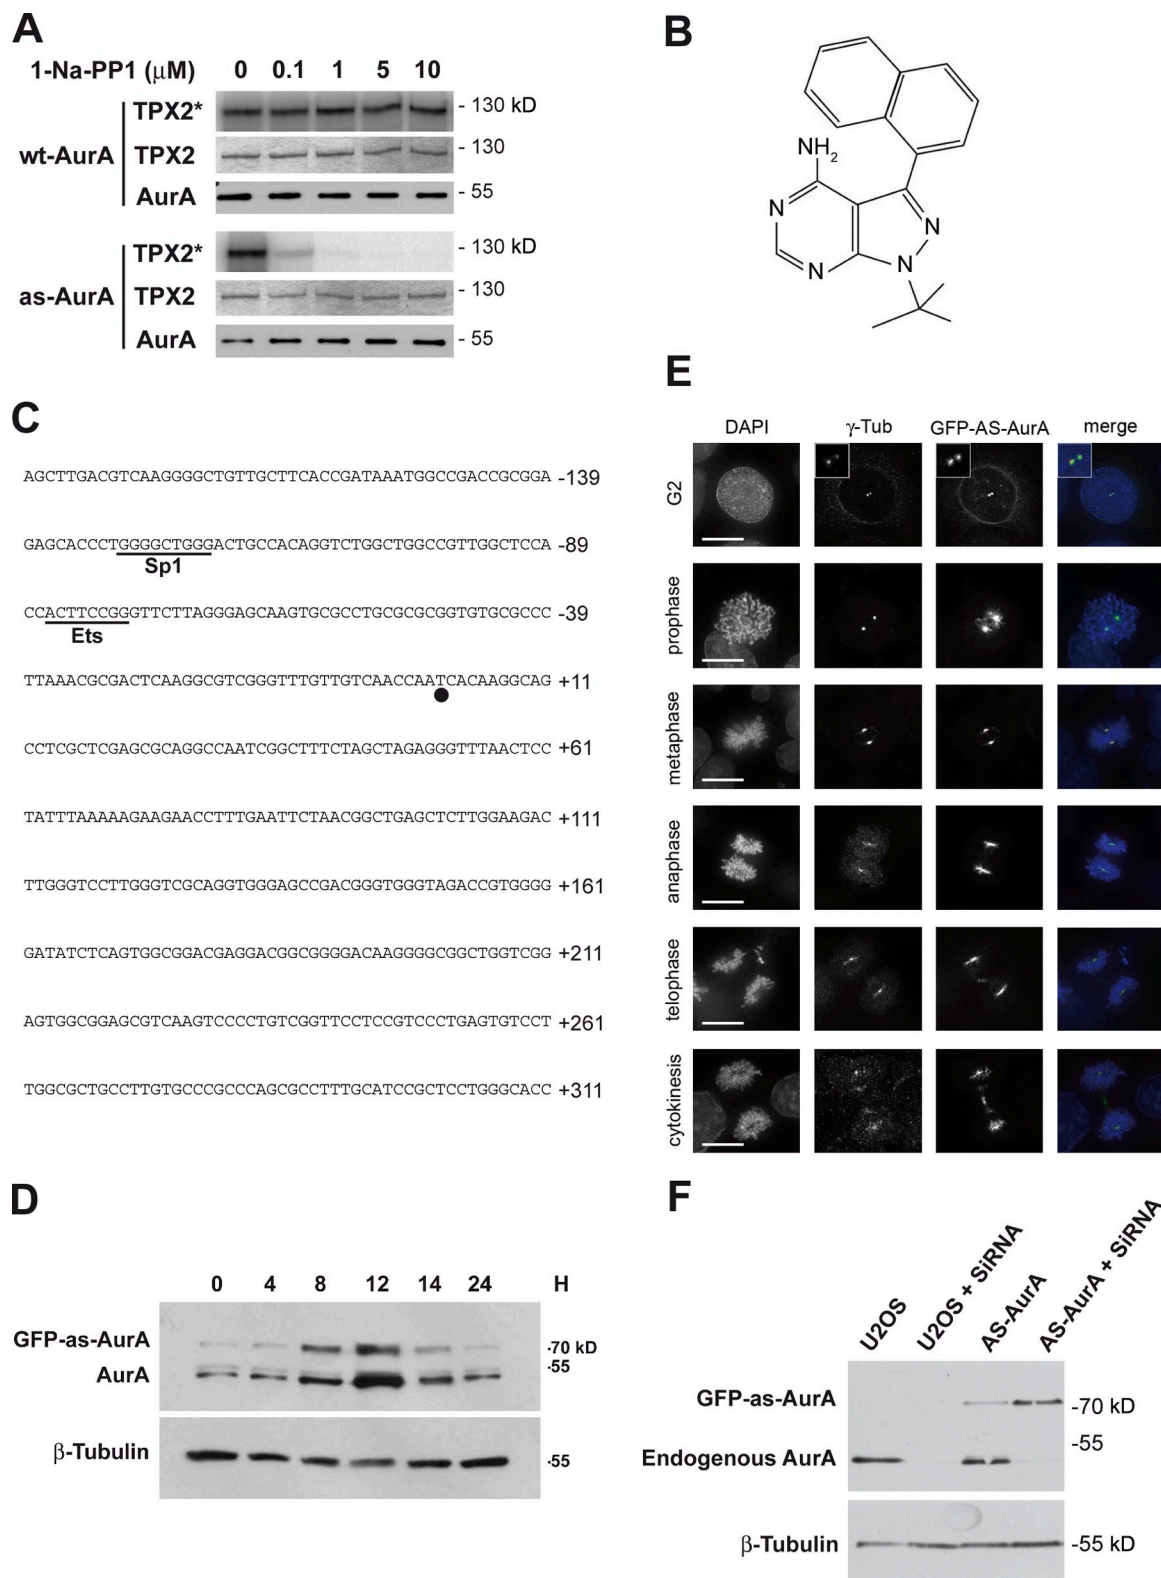 A
1-Na-PP1 (μM) 0 0.1 1 5 10
TPX2* - 130 kD
wt-AurA TPX2 - 130
AurA - 55
TPX2* - 130 kD
as-AurA TPX2 - 130
AurA - 55
B
NH2
N
N
N
N
C
AGCTTGACGTCAAGGGGCTGTTGCTTCACCGATAAATGGCCGACCGCGGA -139
GAGCACCCTGGGGCTGGGACTGCCACAGGTCTGGCTGGCCGTTGGCTCCA -89
Sp1
CCACTTCCGGGTTCTTAGGGAGCAAGTGCGCCTGCGCGCGGTGTGCGCCC -39
Ets
TTAAACGCGACTCAAGGCGTCGGGTTTGTTGTCAACCAATCACAAGGCAG +11
CCTCGCTCGAGCGCAGGCCAATCGGCTTTCTAGCTAGAGGGTTTAACTCC +61
TATTTAAAAAGAAGAACCTTTGAATTCTAACGGCTGAGCTCTTGGAAGAC +111
TTGGGTCCTTGGGTCGCAGGTGGGAGCCGACGGGTGGGTAGACCGTGGGG +161
GATATCTCAGTGGCGGACGAGGACGGCGGGGACAAGGGGCGGCTGGTCGG +211
AGTGGCGGAGCGTCAAGTCCCCTGTCGGTTCCTCCGTCCCTGAGTGTCCT +261
TGGCGCTGCCTTGTGCCCGCCCAGCGCCTTTGCATCCGCTCCTGGGCACC +311
D
0 4 8 12 14 24 H
GFP-as-AurA -70 kD
-55
AurA
β-Tubulin -55
E
DAPI γ-Tub GFP-AS-AurA merge
G2
prophase
metaphase
anaphase
telophase
cytokinesis
F
U2OS
U2OS + SiRNA
AS-AurA
AS-AurA + SiRNA
GFP-as-AurA -70 kD
-55
Endogenous AurA
β-Tubulin -55 kD